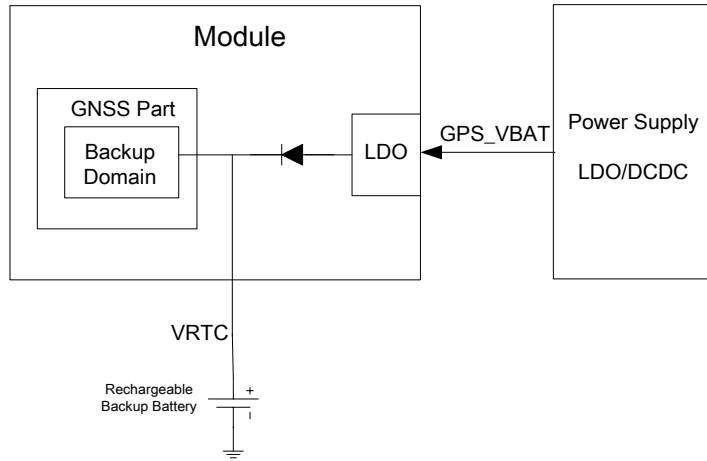 Module
GNSS Part
Backup
Domain
LDO
GPS_VBAT
Power Supply
LDO/DCDC
VRTC
Rechargeable
Backup Battery
+
-